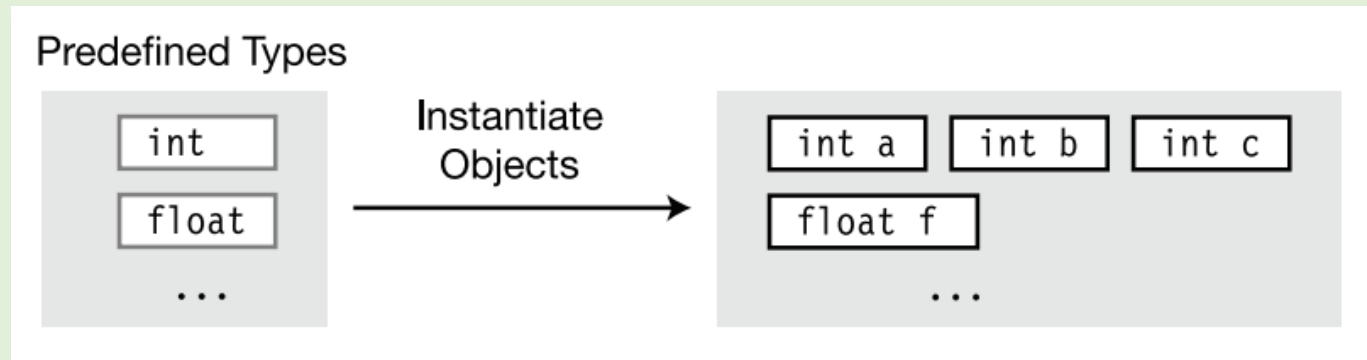 Predefined Types
int
float
...
Instantiate
Objects
int a int b int c
float f
...